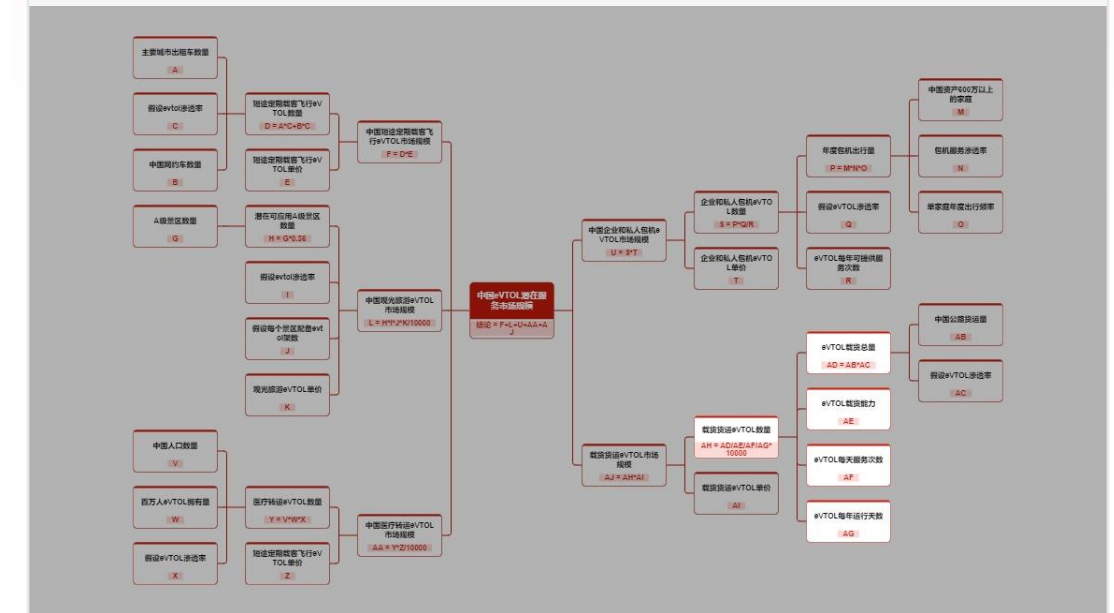 主要城市出租车数量
A
假设evtol渗透率
C
中国网约车数量
B
短途定期载客飞行eV
TOL数量
D = A*C+B*C
短途定期载客飞行eV
TOL单价
E
中国短途定期载客飞
行eVTOL市场规模
F = D*E
A级景区数量
G
潜在可应用A级景区
数量
H = G*0.36
假设evtol渗透率
I
假设每个景区配备evt
ol架数
J
观光旅游eVTOL单价
K
中国观光旅游eVTOL
市场规模
L = H*I*J*K/10000
中国人口数量
V
百万人eVTOL拥有量
W
假设eVTOL渗透率
X
医疗转运eVTOL数量
Y = V*W*X
短途定期载客飞行eV
TOL单价
Z
中国医疗转运eVTOL
市场规模
AA = Y*Z/10000
中国eVTOL潜在服
务市场规模
结论 = F+L+U+AA+A
J
中国企业和私人包机e
VTOL市场规模
U = S*T
企业和私人包机eVTO
L数量
S = P*Q/R
企业和私人包机eVTO
L单价
T
年度包机出行量
P = M*N*O
假设eVTOL渗透率
Q
eVTOL每年可提供服
务次数
R
中国资产600万以上
的家庭
M
包机服务渗透率
N
单家庭年度出行频率
O
载货货运eVTOL市场
规模
AJ = AH*AI
载货货运eVTOL数量
AH = AD/AE/AF/AG*
10000
载货货运eVTOL单价
AI
eVTOL载货总量
AD = AB*AC
eVTOL载货能力
AE
eVTOL每天服务次数
AF
eVTOL每年运行天数
AG
中国公路货运量
AB
假设eVTOL渗透率
AC